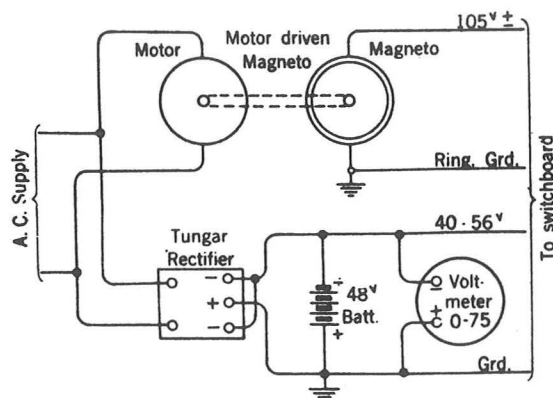 105ᵛ ±
Motor driven
Magneto
Motor
Magneto
Ring. Grd.
A. C. Supply
To switchboard
40-56ᵛ
Tungar
Rectifier
-
+
-
-
48ᵛ
Batt.
+
Volt-
meter
0-75
-
+
Grd.